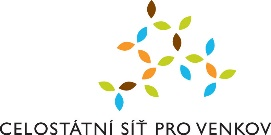 CELOSTÁTNÍ SÍŤ PRO VENKOV